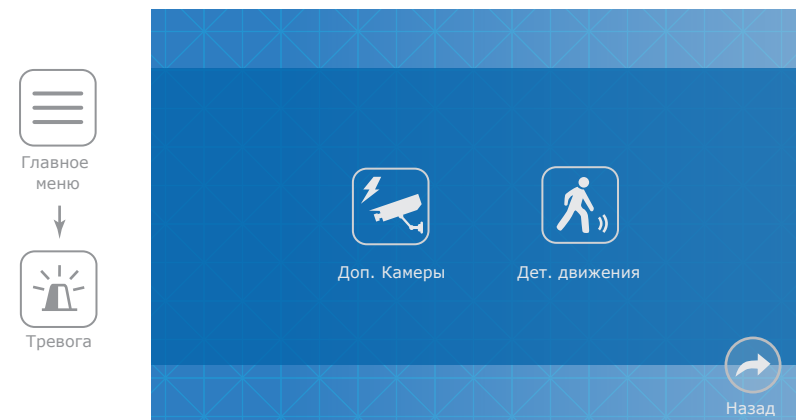 Главное
меню
Тревога
Доп. Камеры
Дет. движения
Назад